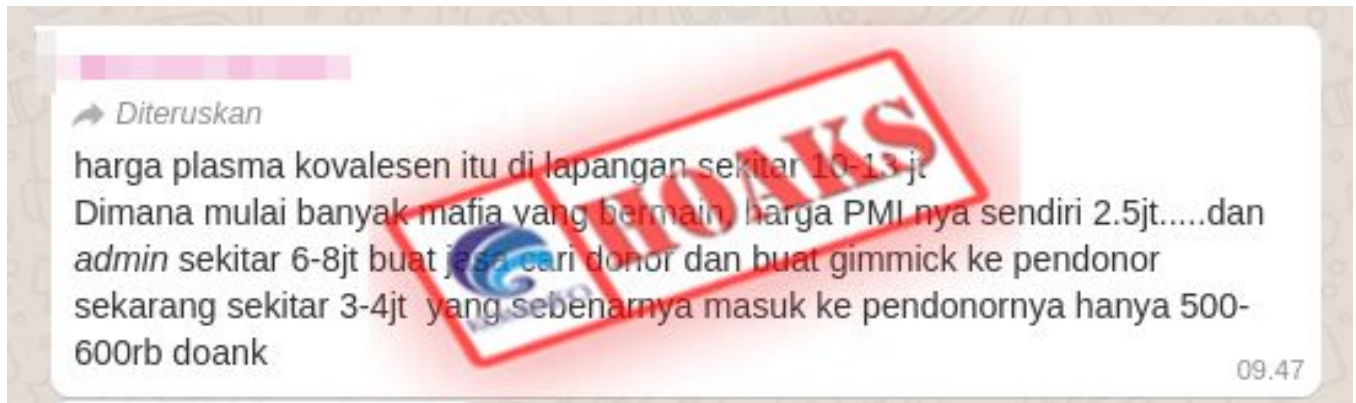 Diteruskan
harga plasma kovalesen itu di lapangan sekitar 10-13 jt
Dimana mulai banyak mafia yang bermain, harga PMI nya sendiri 2.5jt.....dan
admin sekitar 6-8jt buat jasa cari donor dan buat gimmick ke pendonor
sekarang sekitar 3-4jt yang sebenarnya masuk ke pendonornya hanya 500-
600rb doank
09.47
HOAKS
KOMINFO